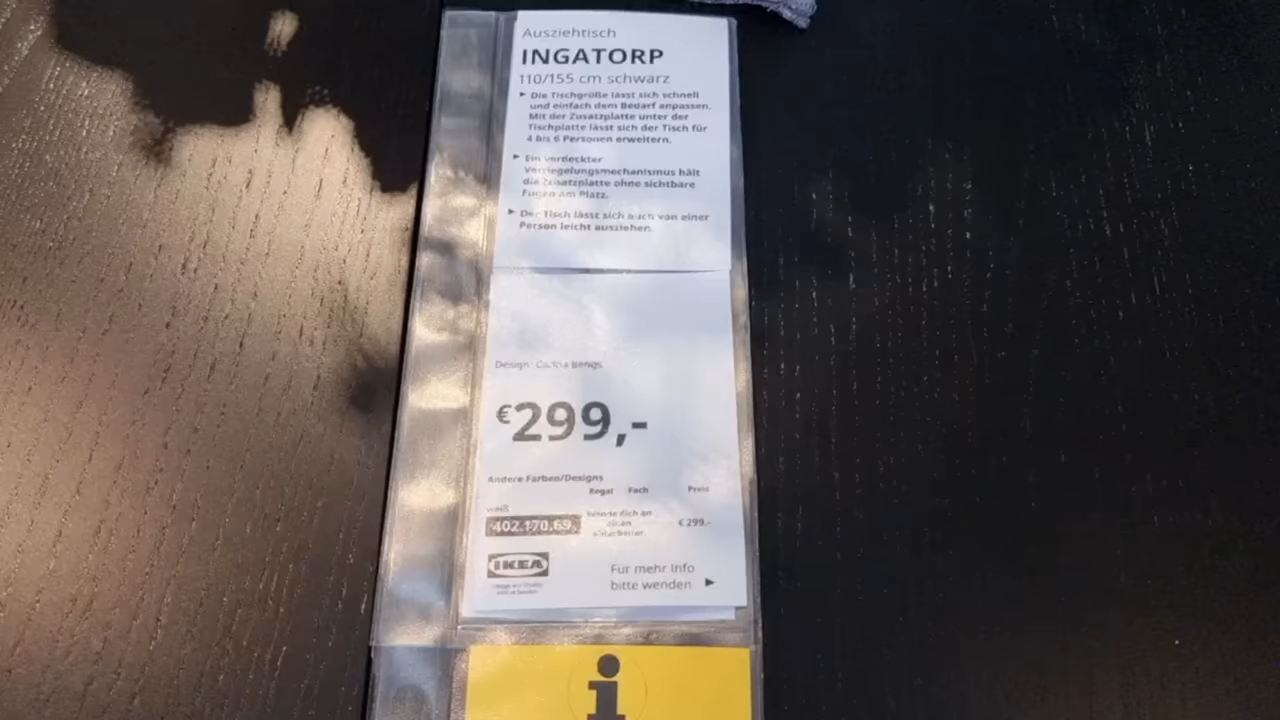 Ausziehtisch
INGATORP
110/155 cm schwarz
► Die Tischgröße lässt sich schnell
und einfach dem Bedarf anpassen.
Mit der Zusatzplatte unter der
Tischplatte lässt sich der Tisch für
4 bis 6 Personen erweitern.
► Ein verdeckter
Verriegelungsmechanismus hält
die Zusatzplatte ohne sichtbare
Fugen am Platz.
► Der Tisch lässt sich auch von einer
Person leicht ausziehen.
Design: Carina Bengs
€299,-
Andere Farben/Designs
Regal Fach Preis
weiß
402.170.69 € 299,-
IKEA
Für mehr Info
bitte wenden ►
i